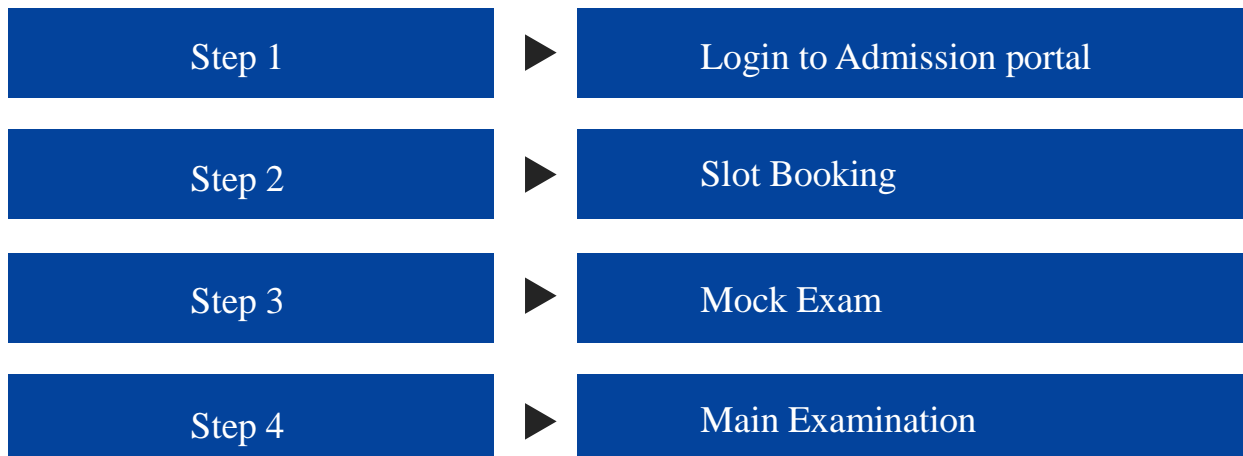 Step 1
Login to Admission portal
Step 2
Slot Booking
Step 3
Mock Exam
Step 4
Main Examination